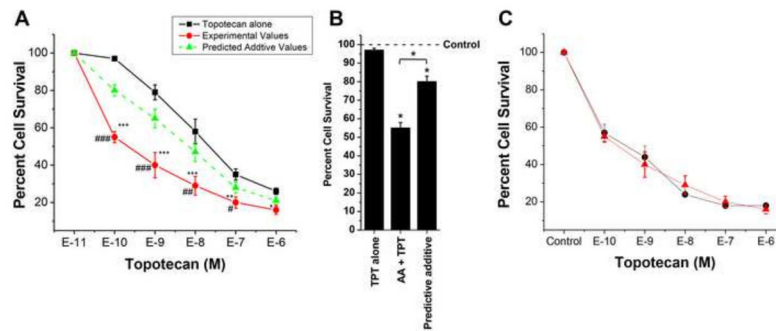 A
Topotecan alone
Experimental Values
Predicted Addtive Values
Percent Cell Survival
100
80
60
40
20
***
###
***
###
***
##
**
#
*
E-11 E-10 E-9 E-8 E-7 E-6
Topotecan (M)
B
Percent Cell Survival
100
90
80
70
60
50
40
30
20
10
0
Control
*
*
*
TPT alone
AA + TPT
Predictive additive
C
Percent Cell Survival
100
80
60
40
20
Control E-10 E-9 E-8 E-7 E-6
Topotecan (M)